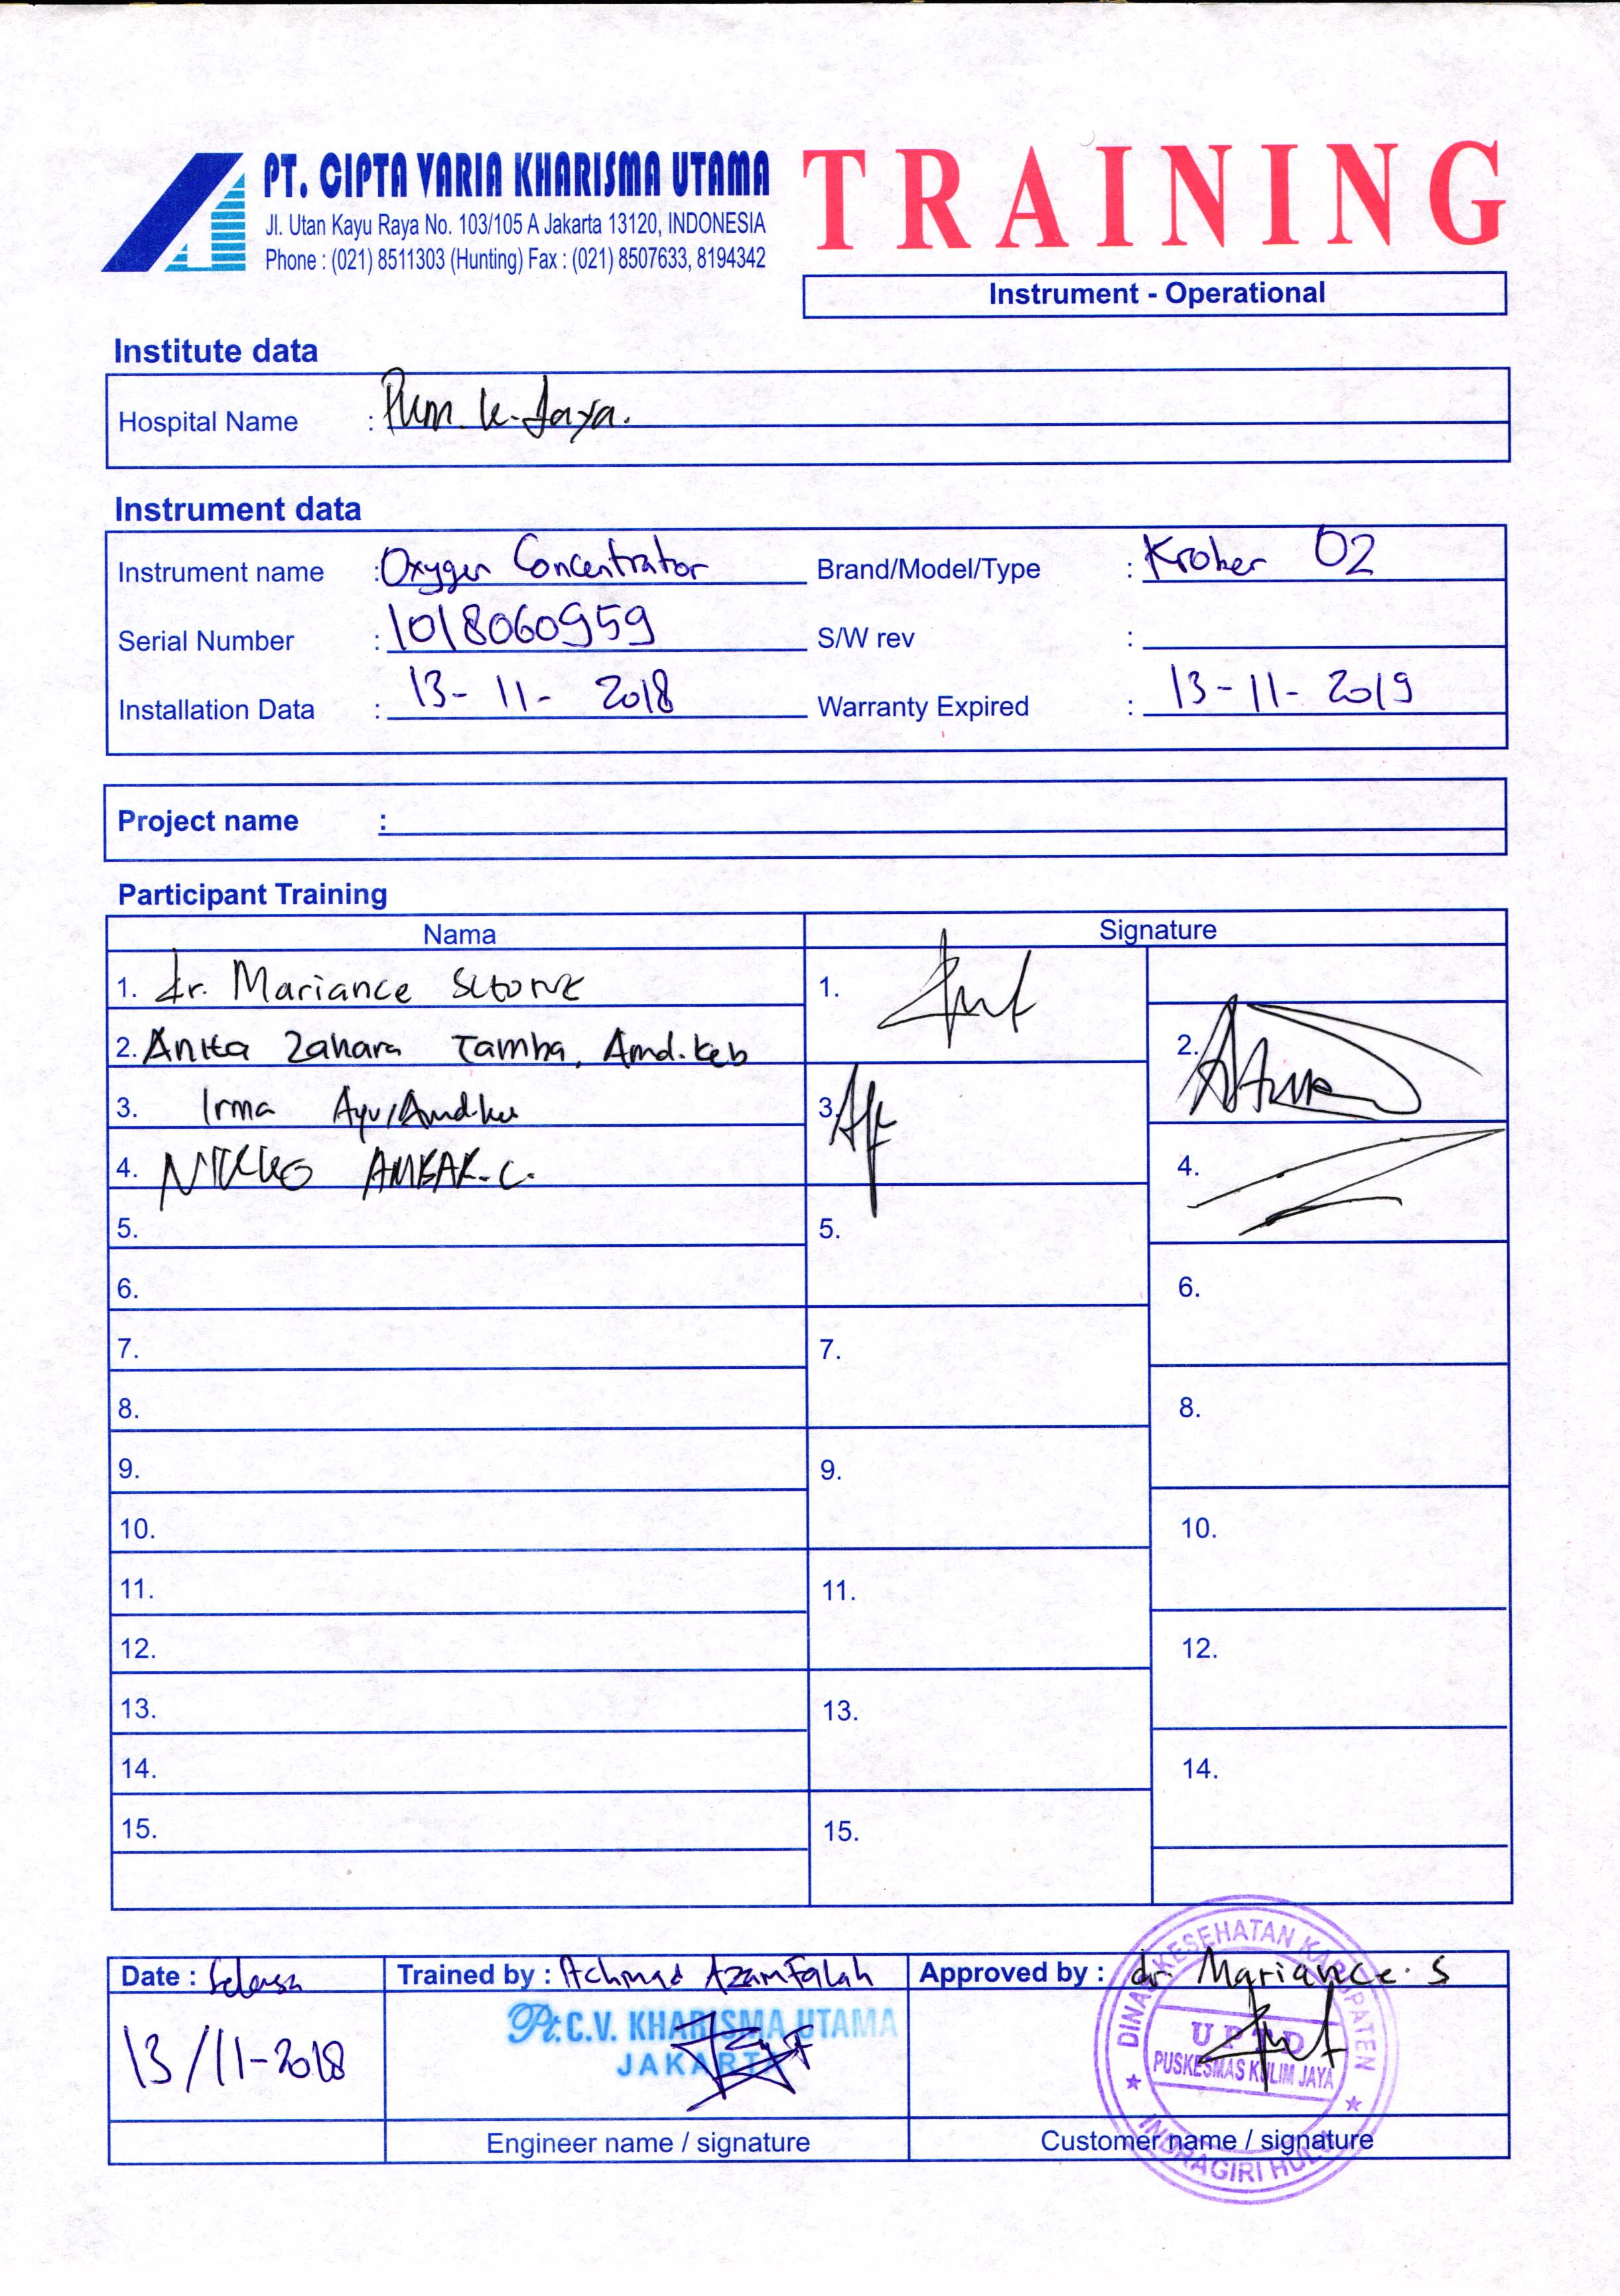 PT. CIPTA VARIA KHARISMA UTAMA
Jl. Utan Kayu Raya No. 103/105 A Jakarta 13120, INDONESIA
Phone : (021) 8511303 (Hunting) Fax : (021) 8507633, 8194342
TRAINING
Instrument - Operational
Institute data
Hospital Name : Pkm. K. Jaya.
Instrument data
Instrument name : Oxygen Concentrator Brand/Model/Type : Krober O2
Serial Number : 1018060959 S/W rev :
Installation Data : 13-11-2018 Warranty Expired : 13-11-2019
Project name :
Participant Training
Nama Signature
1. dr. Mariance 1.
2. Anita Zahara Tamba, Amd.Keb 2.
3. Irma Ayu, 3.
4. AMBAR.C. 4.
5. 5.
6. 6.
7. 7.
8. 8.
9. 9.
10. 10.
11. 11.
12. 12.
13. 13.
14. 14.
15. 15.
Date : Selasa Trained by : Achmad Azam Falah Approved by : dr. Mariance. S
13/11-2018
Pt. C.V. KHARISMA UTAMA
JAKARTA
DINAS KESEHATAN KABUPATEN
UPTD
PUSKESMAS KULIM JAYA
INDRAGIRI HULU
Engineer name / signature Customer name / signature